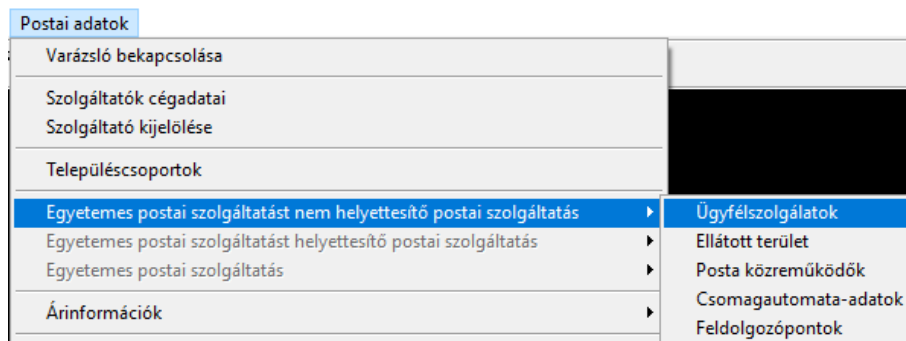 Postai adatok
Varázsló bekapcsolása
Szolgáltatók cégadatai
Szolgáltató kijelölése
Településcsoportok
Egyetemes postai szolgáltatást nem helyettesítő postai szolgáltatás
Egyetemes postai szolgáltatást helyettesítő postai szolgáltatás
Egyetemes postai szolgáltatás
Árinformációk
Ügyfélszolgálatok
Ellátott terület
Posta közreműködők
Csomagautomata-adatok
Feldolgozópontok